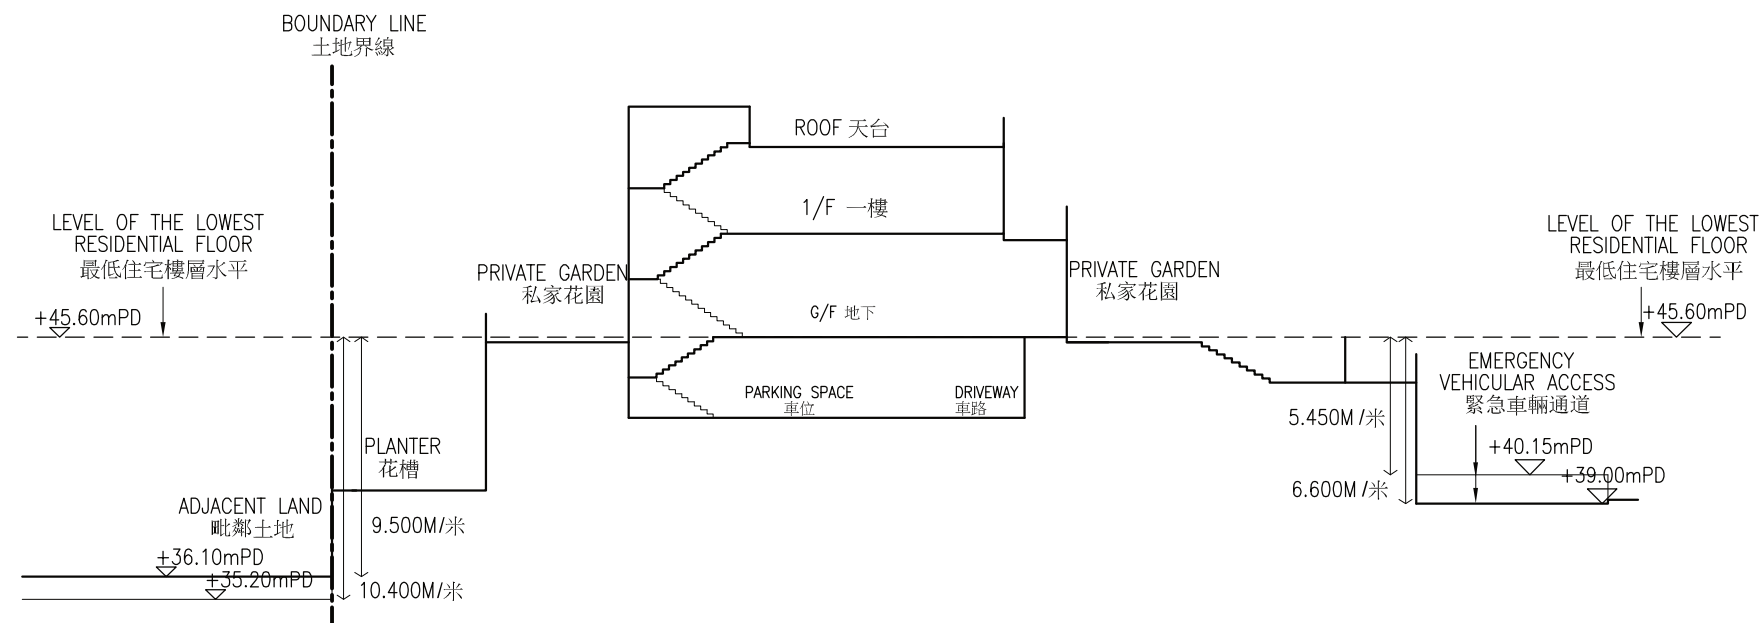 BOUNDARY LINE
土地界線
ROOF 天台
1/F 一樓
LEVEL OF THE LOWEST
RESIDENTIAL FLOOR
最低住宅樓層水平
+45.60mPD
PRIVATE GARDEN
私家花園
G/F 地下
PRIVATE GARDEN
私家花園
LEVEL OF THE LOWEST
RESIDENTIAL FLOOR
最低住宅樓層水平
+45.60mPD
PARKING SPACE
車位
DRIVEWAY
車路
EMERGENCY
VEHICULAR ACCESS
緊急車輛通道
5.450M/米
+40.15mPD
6.600M/米
+39.00mPD
PLANTER
花槽
ADJACENT LAND
毗鄰土地
9.500M/米
+36.10mPD
+35.20mPD
10.400M/米